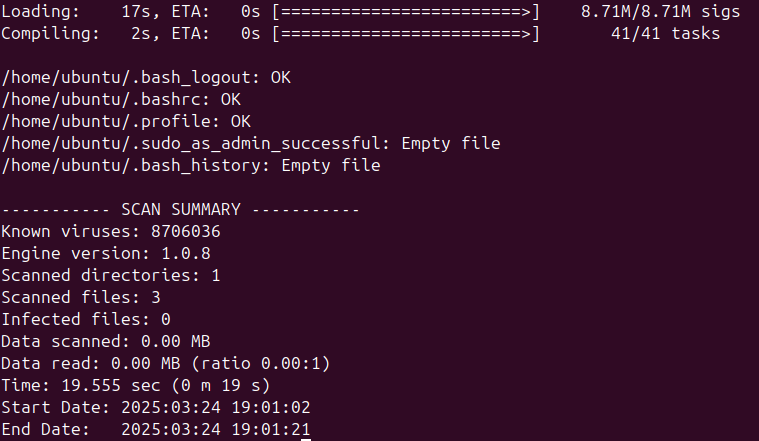 Loading:    17s, ETA:   0s [========================>]    8.71M/8.71M sigs
Compiling:   2s, ETA:   0s [========================>]       41/41 tasks
/home/ubuntu/.bash_logout: OK
/home/ubuntu/.bashrc: OK
/home/ubuntu/.profile: OK
/home/ubuntu/.sudo_as_admin_successful: Empty file
/home/ubuntu/.bash_history: Empty file
----------- SCAN SUMMARY -----------
Known viruses: 8706036
Engine version: 1.0.8
Scanned directories: 1
Scanned files: 3
Infected files: 0
Data scanned: 0.00 MB
Data read: 0.00 MB (ratio 0.00:1)
Time: 19.555 sec (0 m 19 s)
Start Date: 2025:03:24 19:01:02
End Date:   2025:03:24 19:01:21